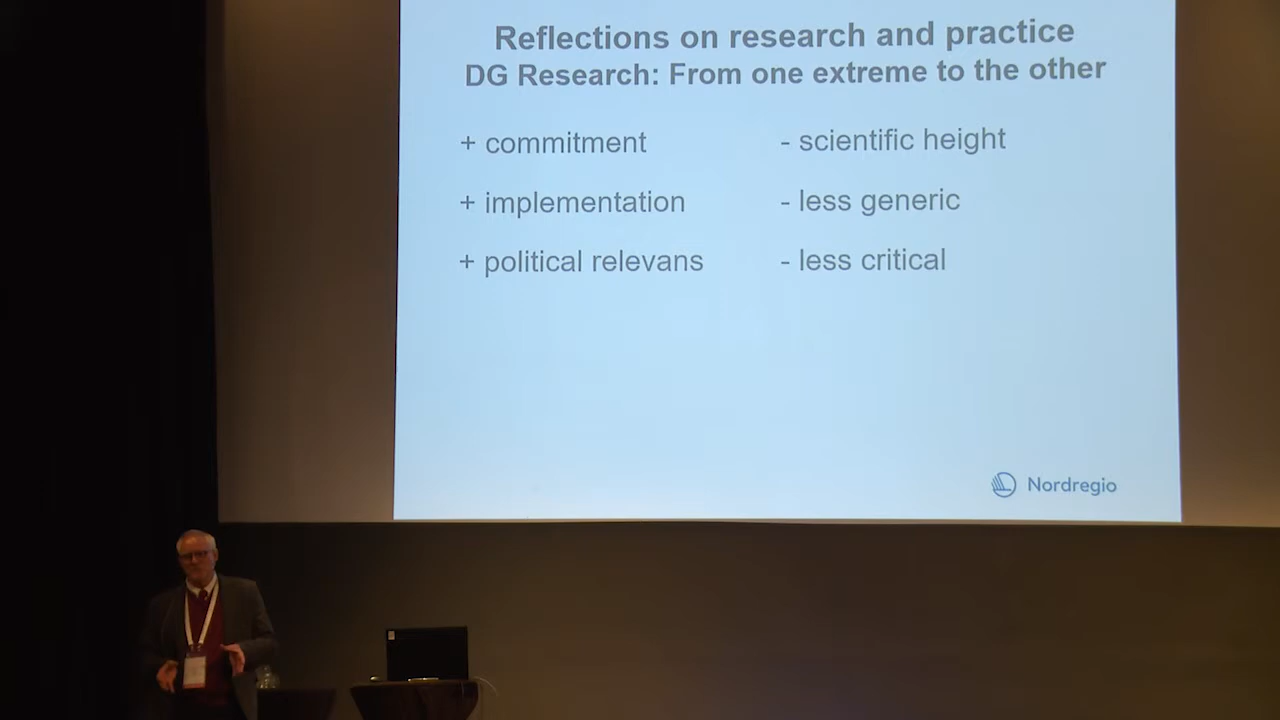 Reflections on research and practice
DG Research: From one extreme to the other
+ commitment
- scientific height
+ implementation
- less generic
+ political relevans
- less critical
Nordregio